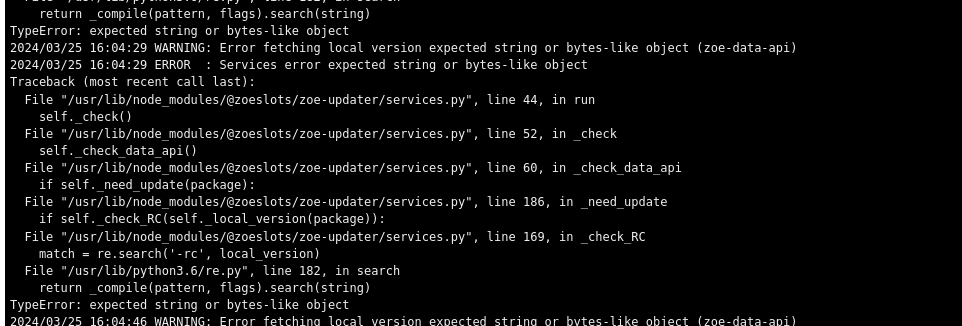 File "/usr/lib/python3.6/re.py", line 182, in search
    return _compile(pattern, flags).search(string)
TypeError: expected string or bytes-like object
2024/03/25 16:04:29 WARNING: Error fetching local version expected string or bytes-like object (zoe-data-api)
2024/03/25 16:04:29 ERROR  : Services error expected string or bytes-like object
Traceback (most recent call last):
  File "/usr/lib/node_modules/@zoeslots/zoe-updater/services.py", line 44, in run
    self._check()
  File "/usr/lib/node_modules/@zoeslots/zoe-updater/services.py", line 52, in _check
    self._check_data_api()
  File "/usr/lib/node_modules/@zoeslots/zoe-updater/services.py", line 60, in _check_data_api
    if self._need_update(package):
  File "/usr/lib/node_modules/@zoeslots/zoe-updater/services.py", line 186, in _need_update
    if self._check_RC(self._local_version(package)):
  File "/usr/lib/node_modules/@zoeslots/zoe-updater/services.py", line 169, in _check_RC
    match = re.search('-rc', local_version)
  File "/usr/lib/python3.6/re.py", line 182, in search
    return _compile(pattern, flags).search(string)
TypeError: expected string or bytes-like object
2024/03/25 16:04:46 WARNING: Error fetching local version expected string or bytes-like object (zoe-data-api)